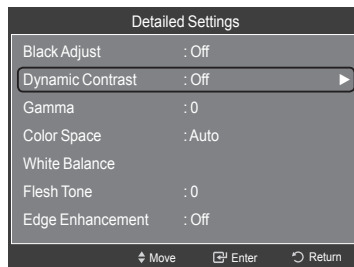 Detailed Settings
Black Adjust : Off
Dynamic Contrast : Off
Gamma : 0
Color Space : Auto
White Balance
Flesh Tone : 0
Edge Enhancement : Off
Move Enter Return